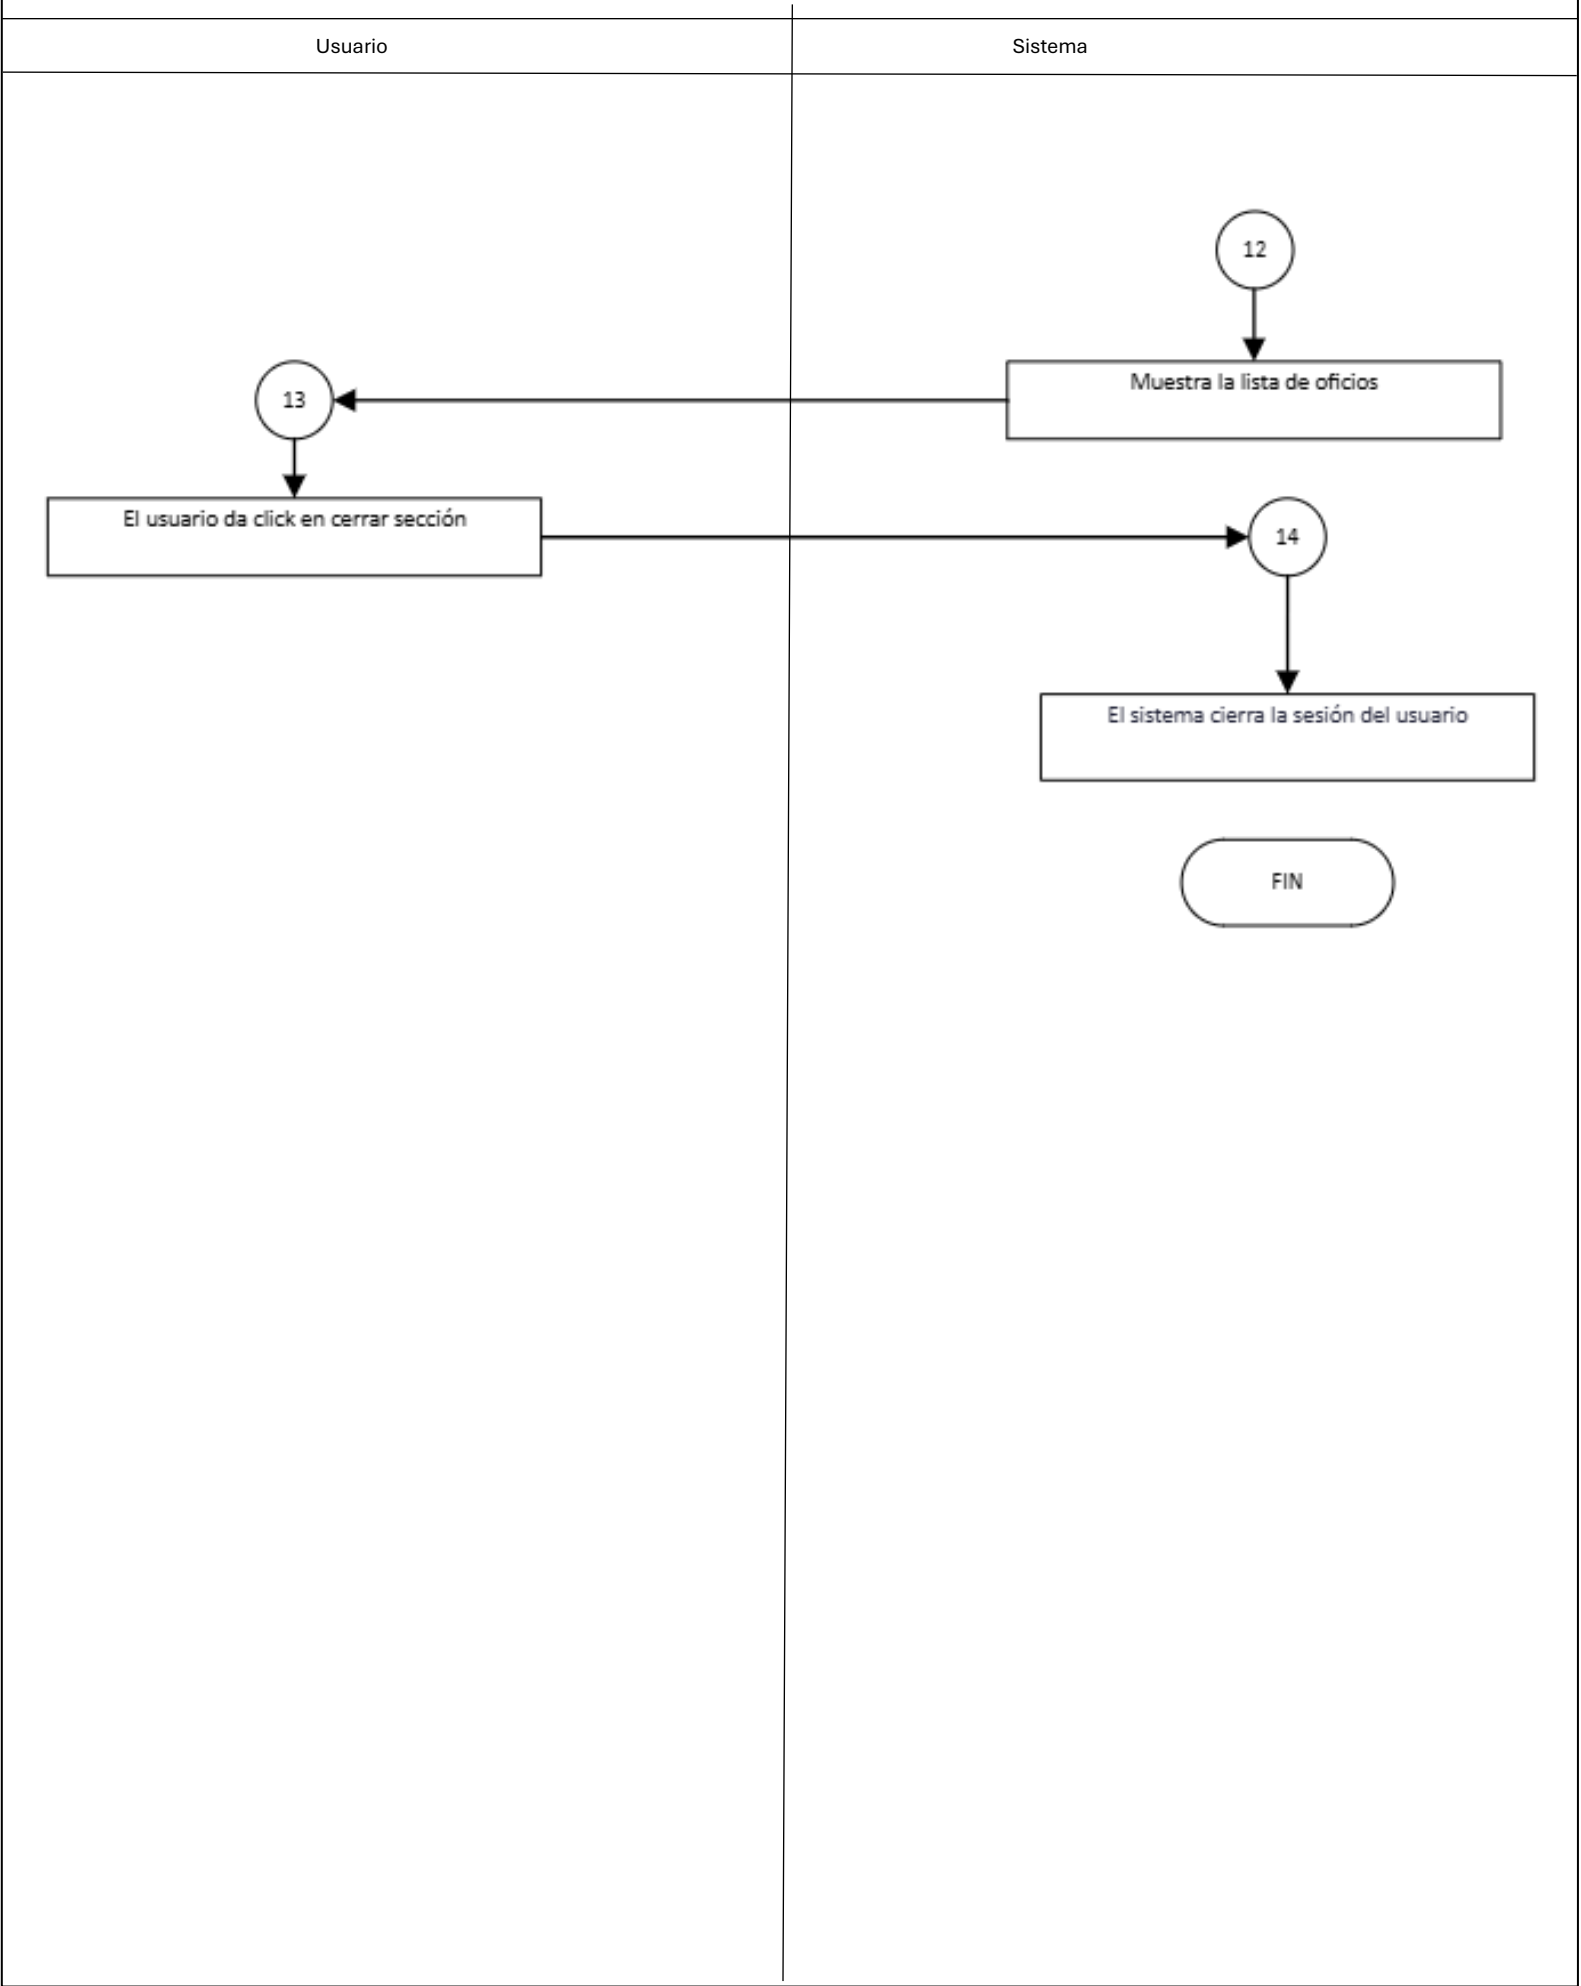 Usuario
Sistema
12
Muestra la lista de oficios
13
El usuario da click en cerrar sección
14
El sistema cierra la sesión del usuario
FIN